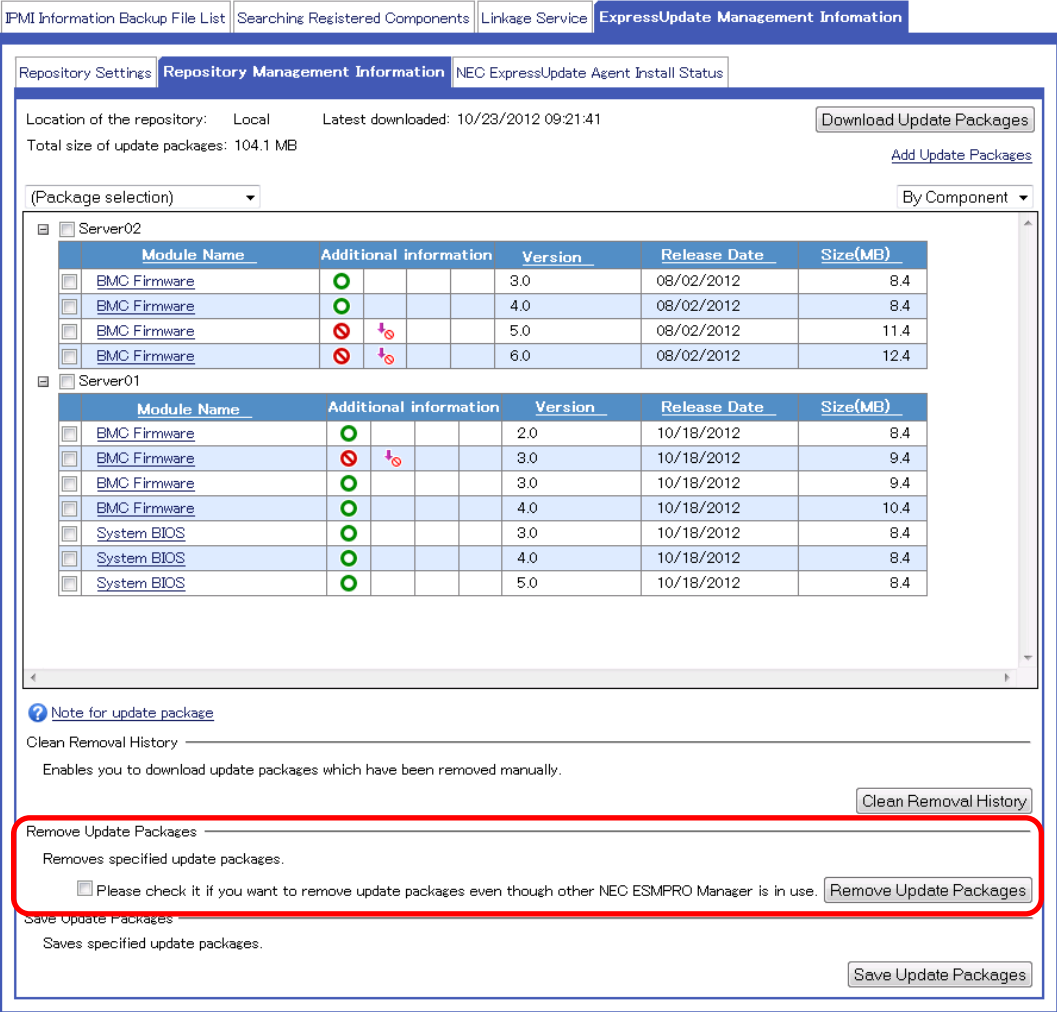 IPMI Information Backup File List Searching Registered Components Linkage Service ExpressUpdate Management Infomation
Repository Settings Repository Management Information NEC ExpressUpdate Agent Install Status
Location of the repository: Local Latest downloaded: 10/23/2012 09:21:41 Download Update Packages
Total size of update packages: 104.1 MB
Add Update Packages
(Package selection) By Component
Server02
Module Name Additional information Version Release Date Size(MB)
BMC Firmware 3.0 08/02/2012 8.4
BMC Firmware 4.0 08/02/2012 8.4
BMC Firmware 5.0 08/02/2012 11.4
BMC Firmware 6.0 08/02/2012 12.4
Server01
Module Name Additional information Version Release Date Size(MB)
BMC Firmware 2.0 10/18/2012 8.4
BMC Firmware 3.0 10/18/2012 9.4
BMC Firmware 3.0 10/18/2012 9.4
BMC Firmware 4.0 10/18/2012 10.4
System BIOS 3.0 10/18/2012 8.4
System BIOS 4.0 10/18/2012 8.4
System BIOS 5.0 10/18/2012 8.4
? Note for update package
Clean Removal History
Enables you to download update packages which have been removed manually.
Clean Removal History
Remove Update Packages
Removes specified update packages.
Please check it if you want to remove update packages even though other NEC ESMPRO Manager is in use. Remove Update Packages
Save Update Packages
Saves specified update packages.
Save Update Packages